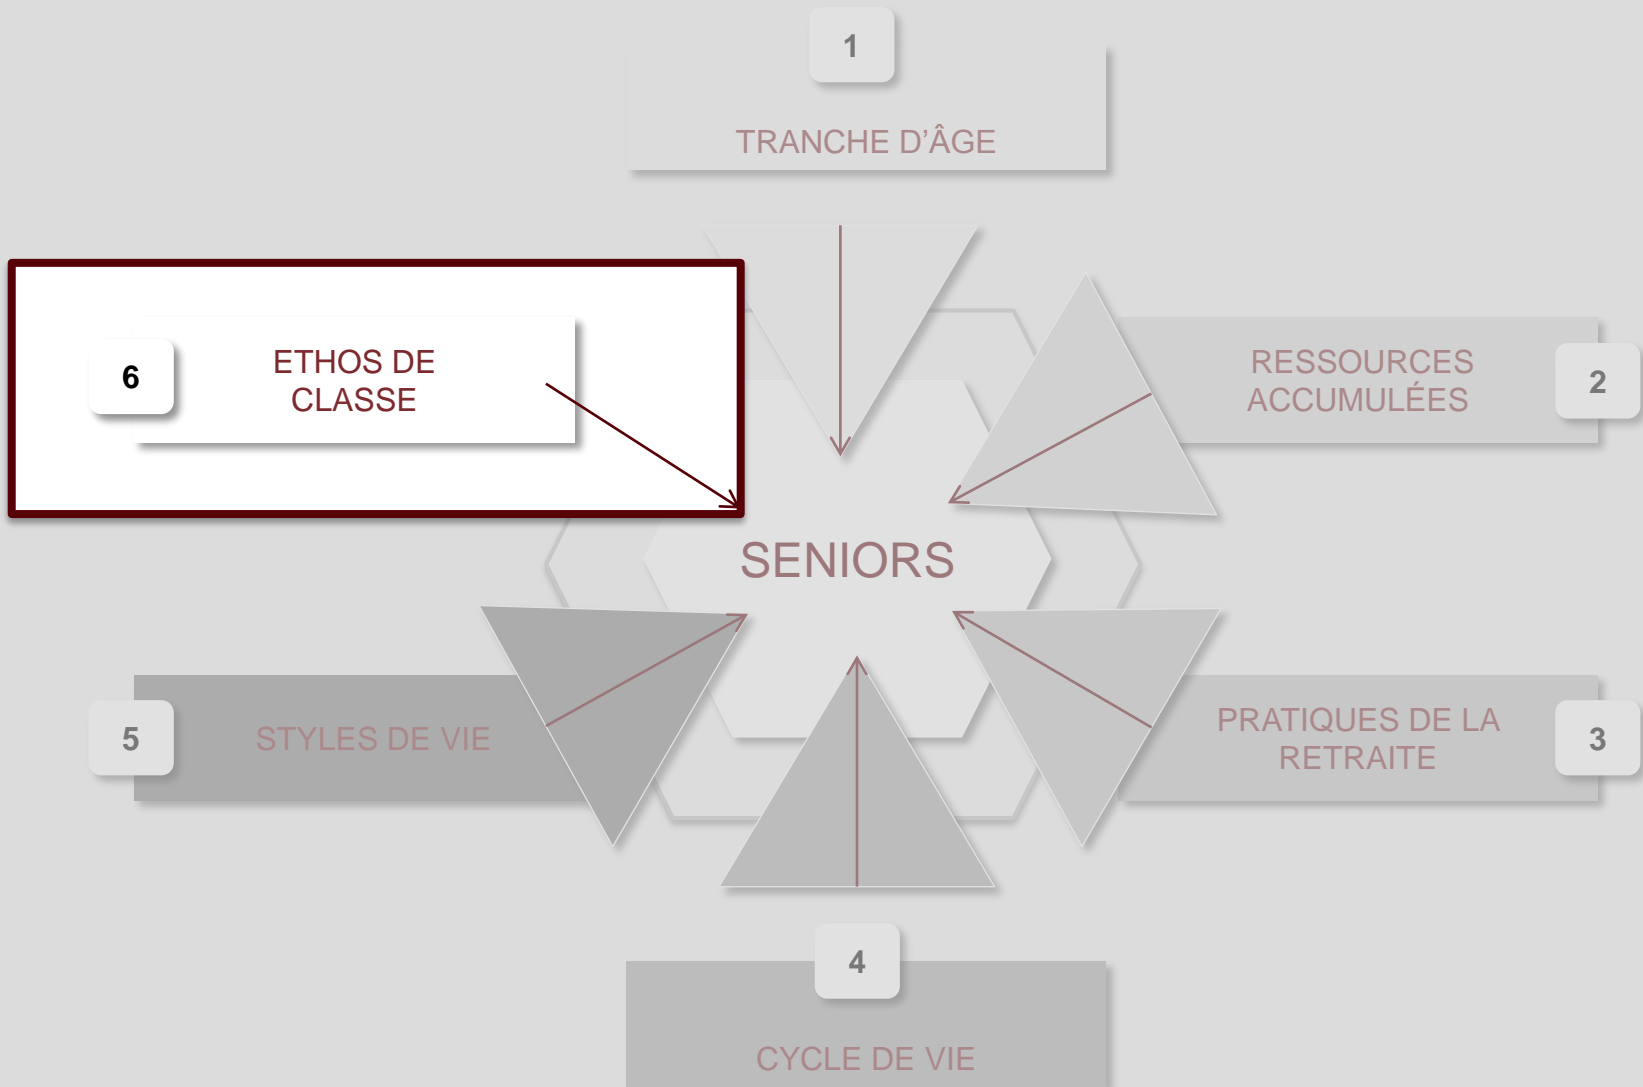 1
TRANCHE D’ÂGE
6
ETHOS DE
CLASSE
RESSOURCES
ACCUMULÉES
2
SENIORS
5
STYLES DE VIE
PRATIQUES DE LA
RETRAITE
3
4
CYCLE DE VIE